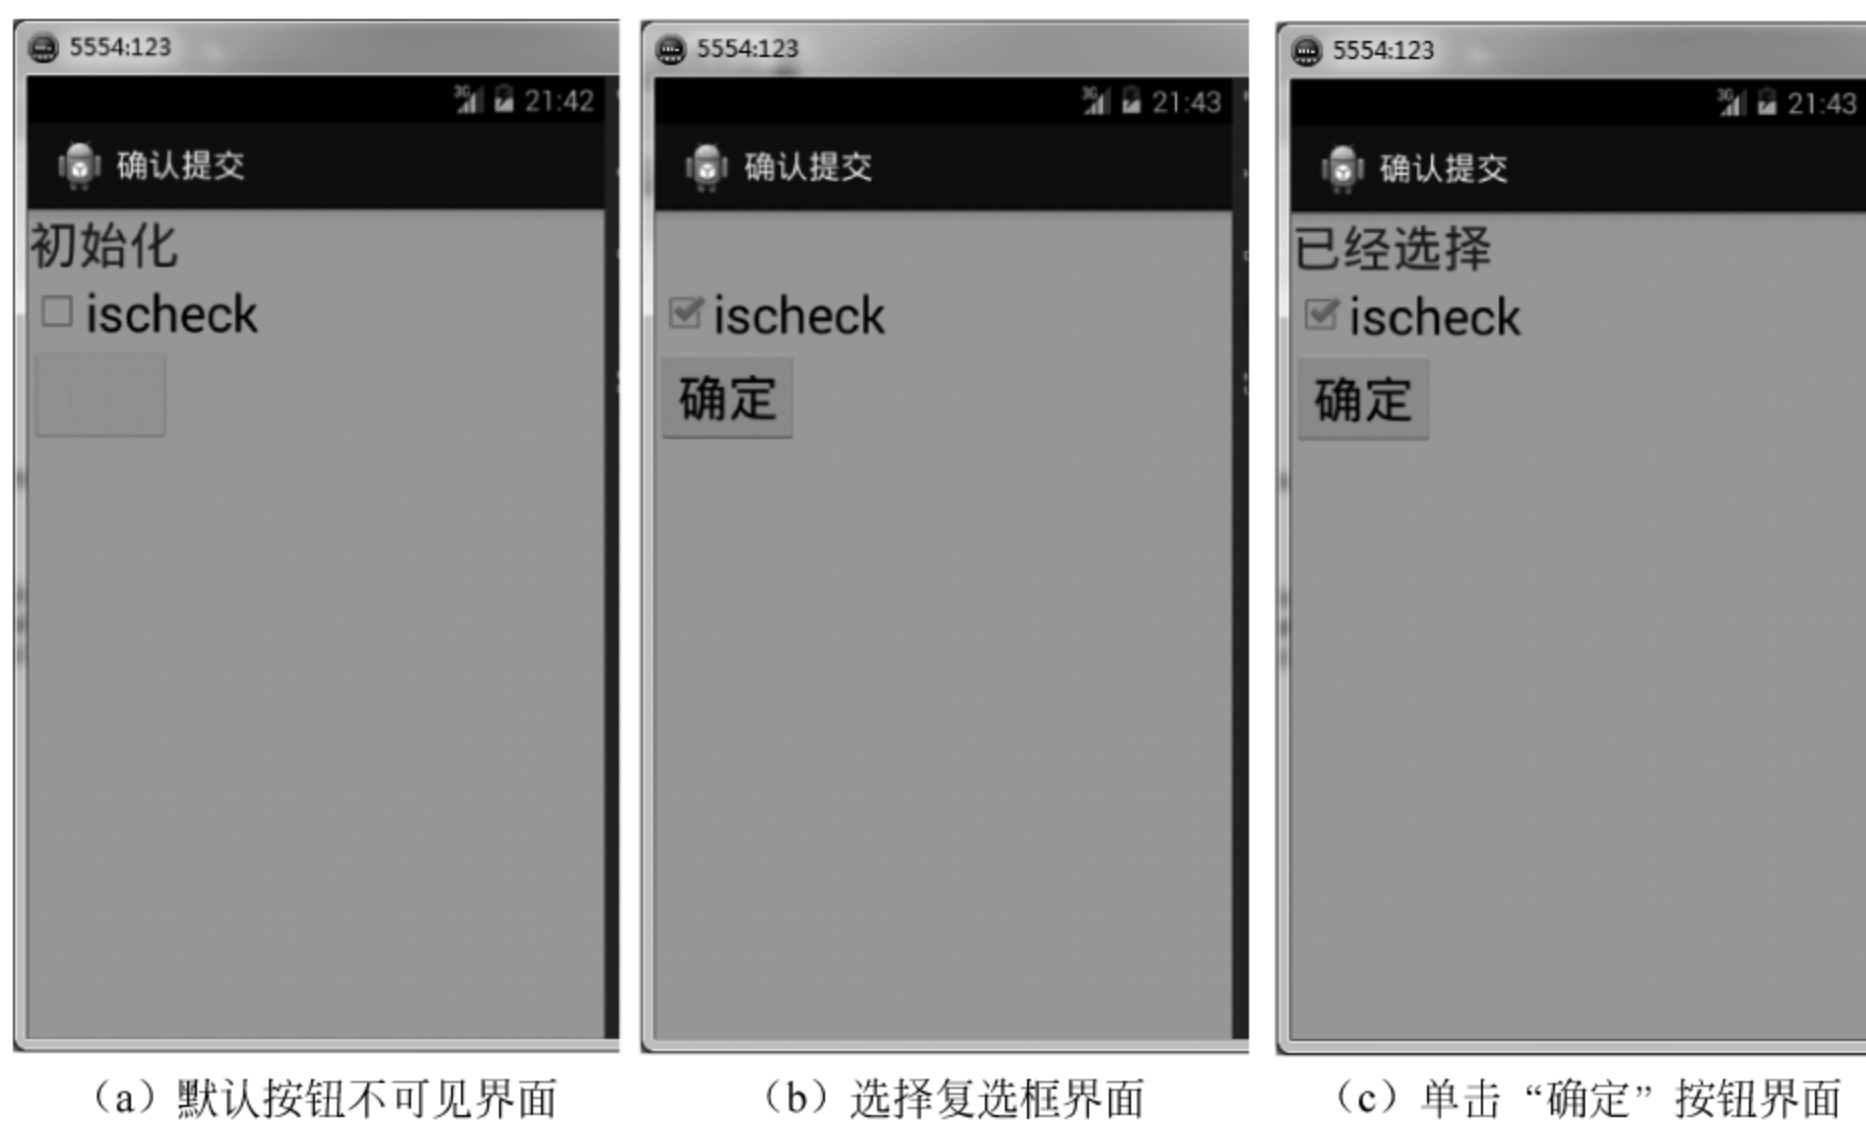 5554:123
3G 21:42
确认提交
初始化
ischeck
(a)默认按钮不可见界面
5554:123
3G 21:43
确认提交
ischeck
确定
(b)选择复选框界面
5554:123
3G 21:43
确认提交
已经选择
ischeck
确定
(c)单击“确定”按钮界面